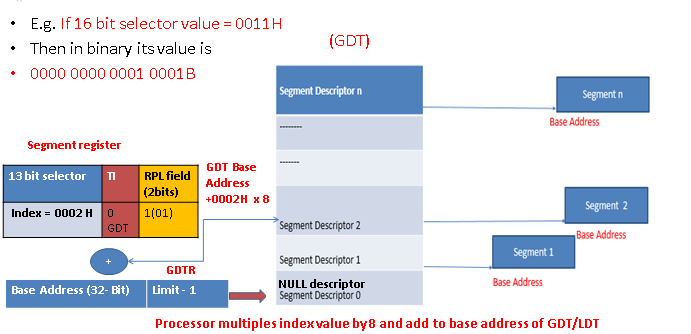 E.g. If 16 bit selector value = 0011H
Then in binary its value is
0000 0000 0001 0001B
(GDT)
Segment Descriptor n
Segment n
Base Address
--------
-------
Segment register
13 bit selector
TI
RPL field
(2bits)
Index = 0002 H
0
GDT
1(01)
GDT Base
Address
+0002H x 8
Segment Descriptor 2
Segment 2
Base Address
Segment Descriptor 1
Segment 1
Base Address
+
GDTR
Base Address (32- Bit)
Limit - 1
NULL descriptor
Segment Descriptor 0
Processor multiples index value by 8 and add to base address of GDT/LDT